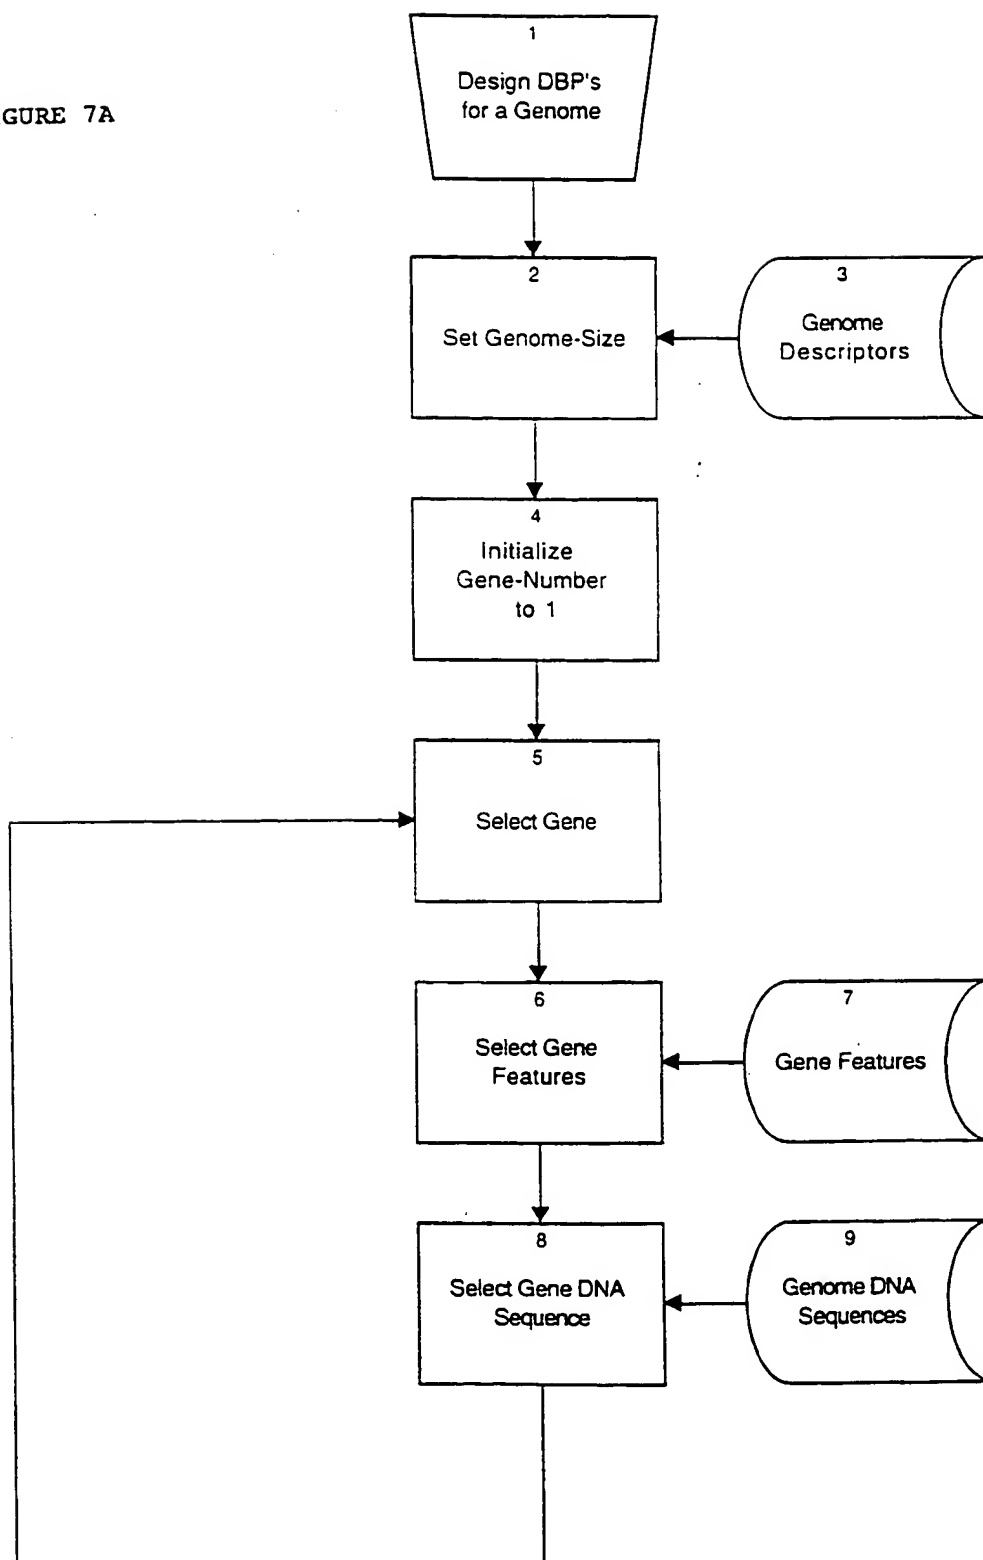 GURE 7A
1
Design DBP's
for a Genome
2
Set Genome-Size
3
Genome
Descriptors
4
Initialize
Gene-Number
to 1
5
Select Gene
6
Select Gene
Features
7
Gene Features
8
Select Gene DNA
Sequence
9
Genome DNA
Sequences